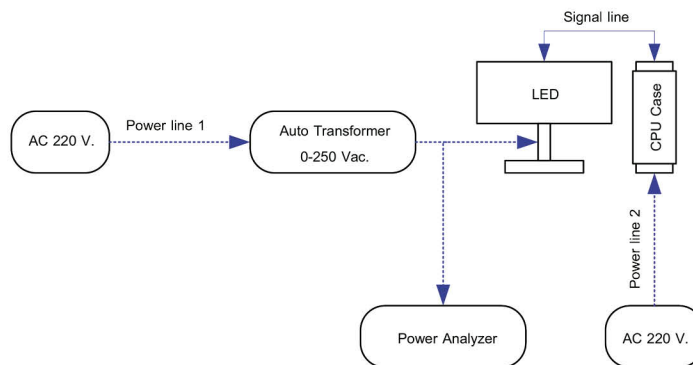 Signal line
LED
CPU Case
AC 220 V.
Power line 1
Auto Transformer
0-250 Vac.
Power line 2
Power Analyzer
AC 220 V.